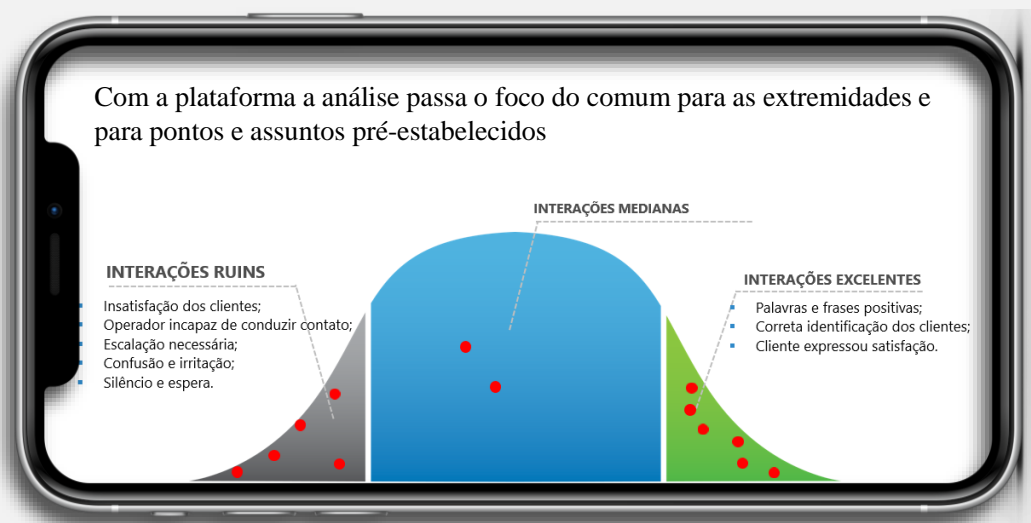 Com a plataforma a análise passa o foco do comum para as extremidades e
para pontos e assuntos pré-estabelecidos
INTERAÇÕES MEDIANAS
INTERAÇÕES RUINS
Insatisfação dos clientes;
Operador incapaz de conduzir contato;
Escalação necessária;
Confusão e irritação;
Silêncio e espera.
INTERAÇÕES EXCELENTES
Palavras e frases positivas;
Correta identificação dos clientes;
Cliente expressou satisfação.